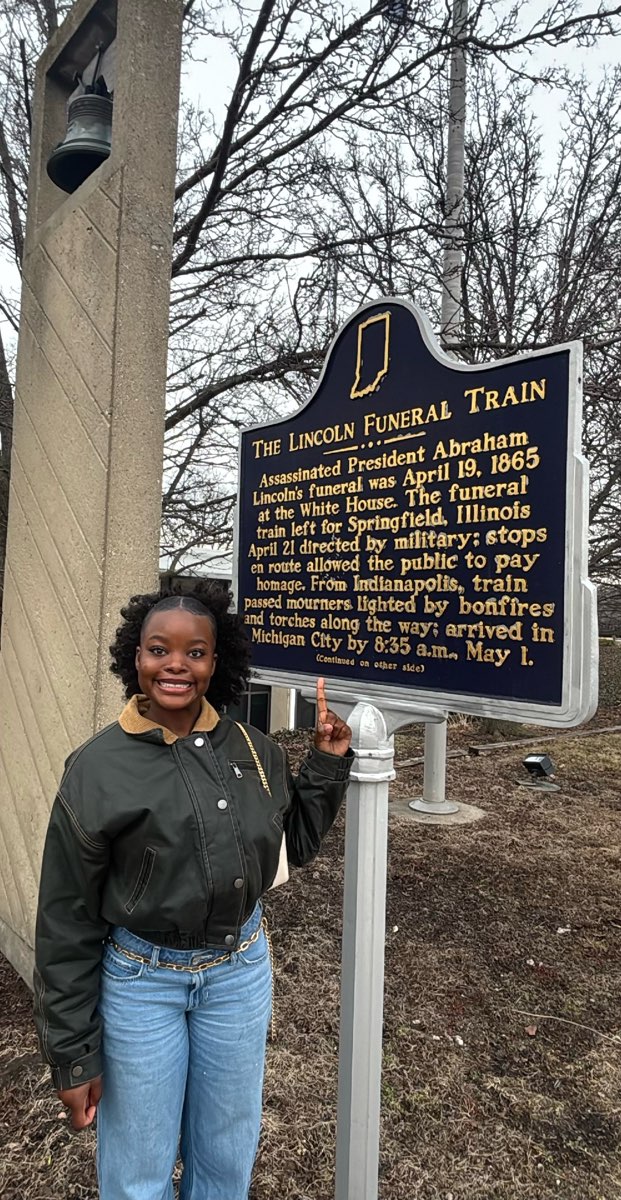 THE LINCOLN FUNERAL TRAIN
Assassinated President Abraham
Lincoln's funeral was April 19, 1865
at the White House. The funeral
train left for Springfield, Illinois
April 21 directed by military; stops
en route allowed the public to pay
homage. From Indianapolis, train
passed mourners lighted by bonfires
and torches along the way; arrived in
Michigan City by 8:35 a.m., May 1.
(Continued on other side)